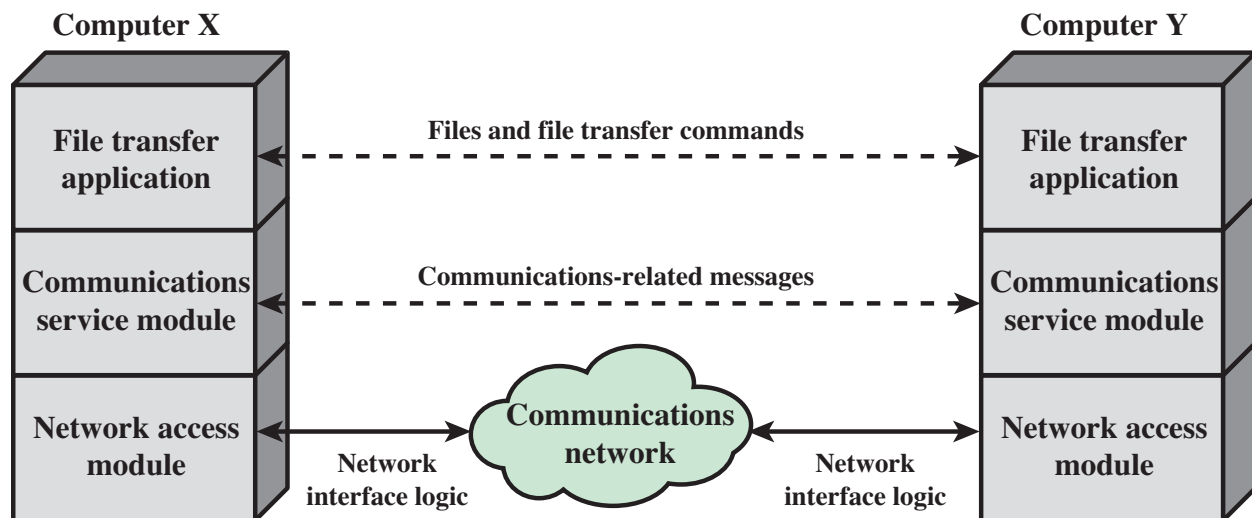 Computer X
Computer Y
File transfer
application
Files and file transfer commands
File transfer
application
Communications
service module
Communications-related messages
Communications
service module
Network access
module
Network
interface logic
Communications
network
Network
interface logic
Network access
module